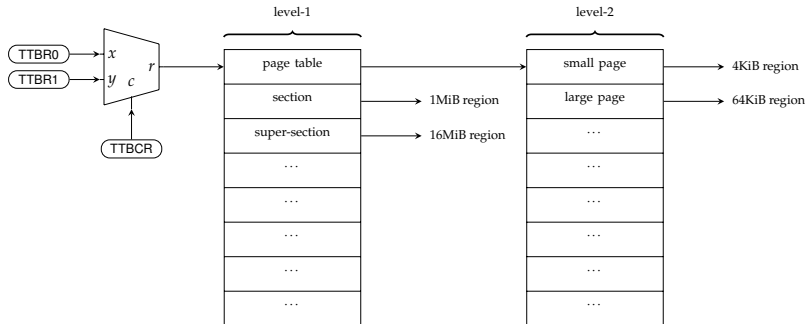 level-1
level-2
TTBR0
TTBR1
x
y
c
r
TTBCR
page table
section
super-section
...
...
...
...
...
1MiB region
16MiB region
small page
large page
...
...
...
...
...
...
4KiB region
64KiB region